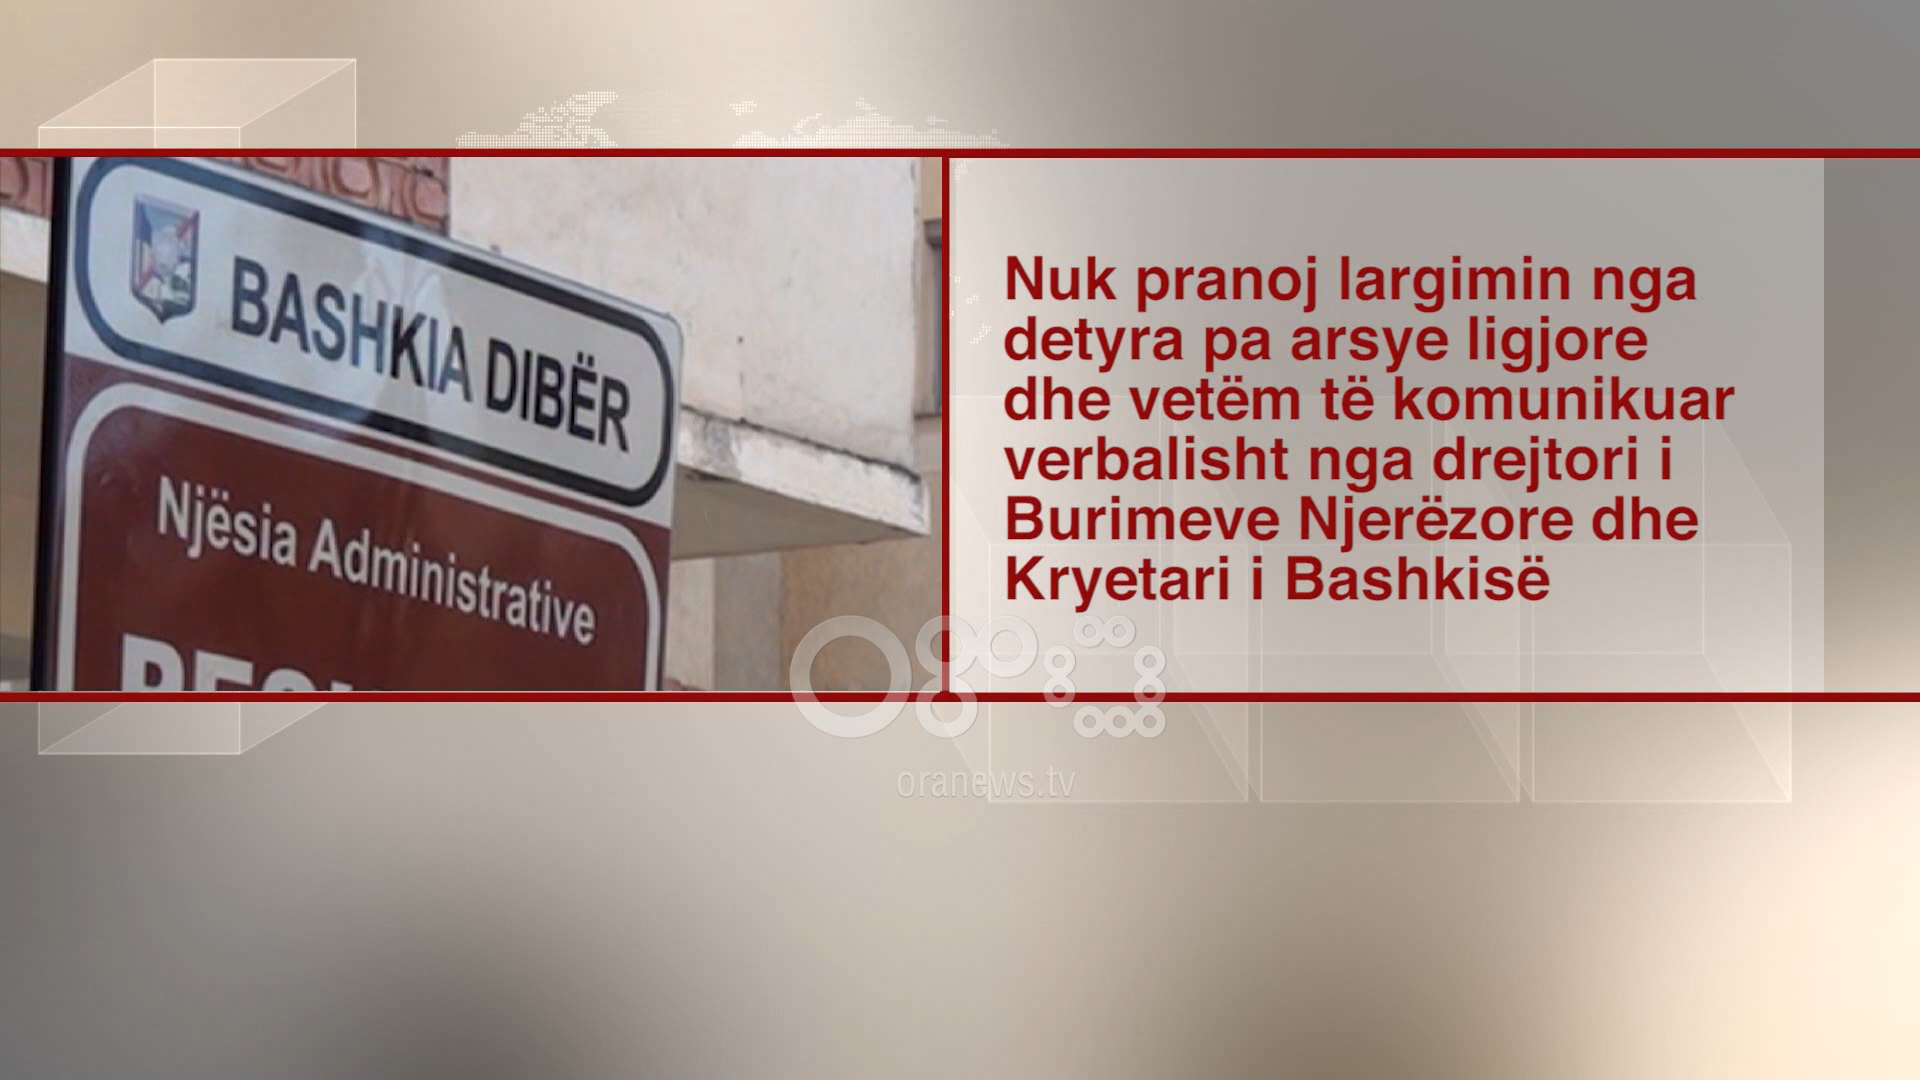 BASHKIA DIBËR
Njësia Administrative
Nuk pranoj largimin nga
detyra pa arsye ligjore
dhe vetëm të komunikuar
verbalisht nga drejtori i
Burimeve Njerëzore dhe
Kryetari i Bashkisë
oranews.tv